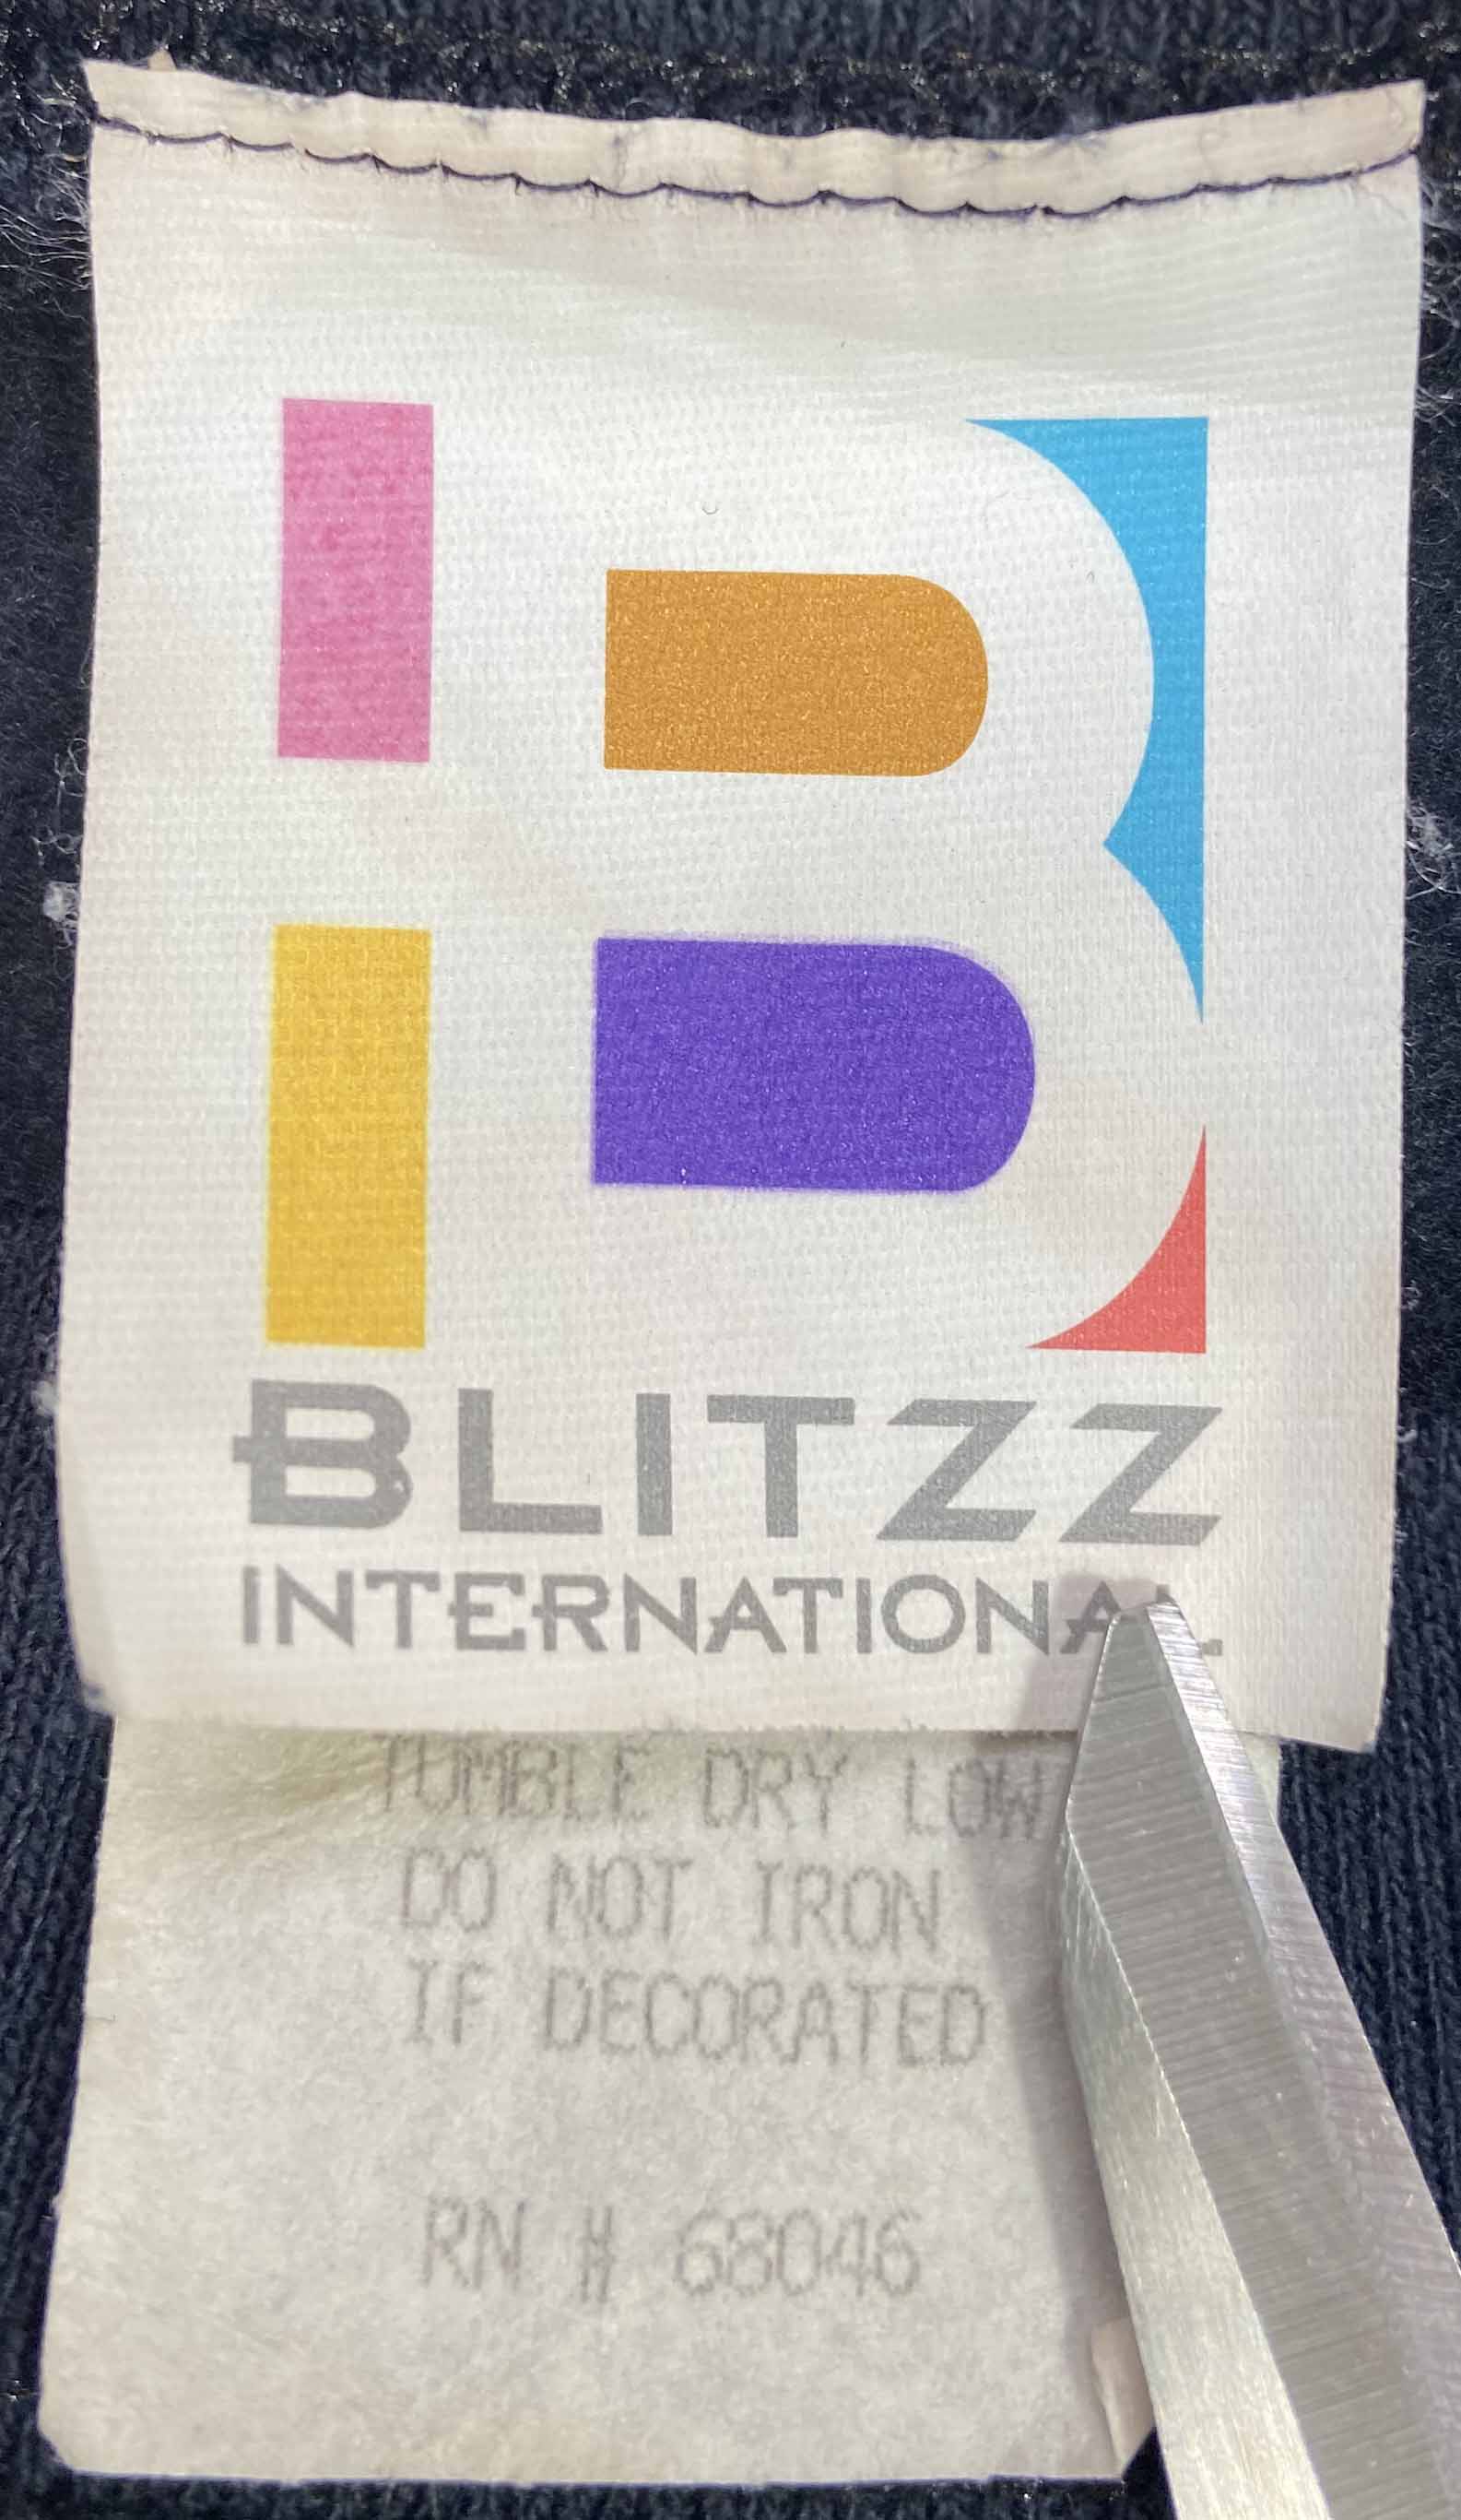 BLITZZ
INTERNATIONAL
TUMBLE DRY LOW
DO NOT IRON
IF DECORATED
RN # 68046